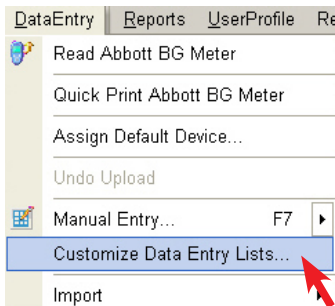 DataEntry Reports UserProfile Re
Read Abbott BG Meter
Quick Print Abbott BG Meter
Assign Default Device...
Undo Upload
Manual Entry... F7
Customize Data Entry Lists...
Import